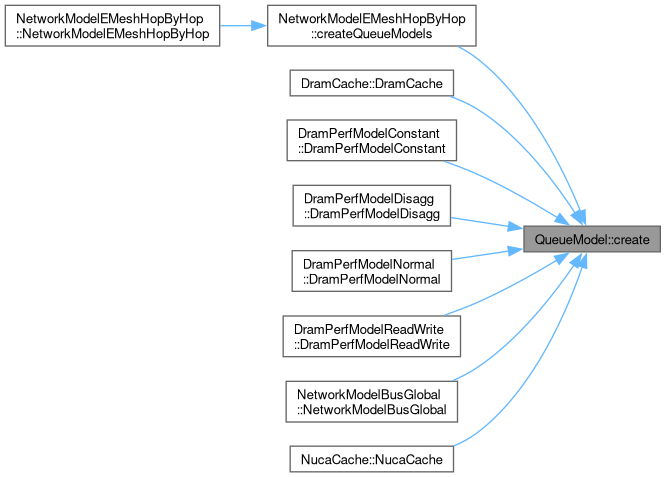 NetworkModelEMeshHopByHop
::NetworkModelEMeshHopByHop
NetworkModelEMeshHopByHop
::createQueueModels
DramCache::DramCache
DramPerfModelConstant
::DramPerfModelConstant
DramPerfModelDisagg
::DramPerfModelDisagg
QueueModel::create
DramPerfModelNormal
::DramPerfModelNormal
DramPerfModelReadWrite
::DramPerfModelReadWrite
NetworkModelBusGlobal
::NetworkModelBusGlobal
NucaCache::NucaCache